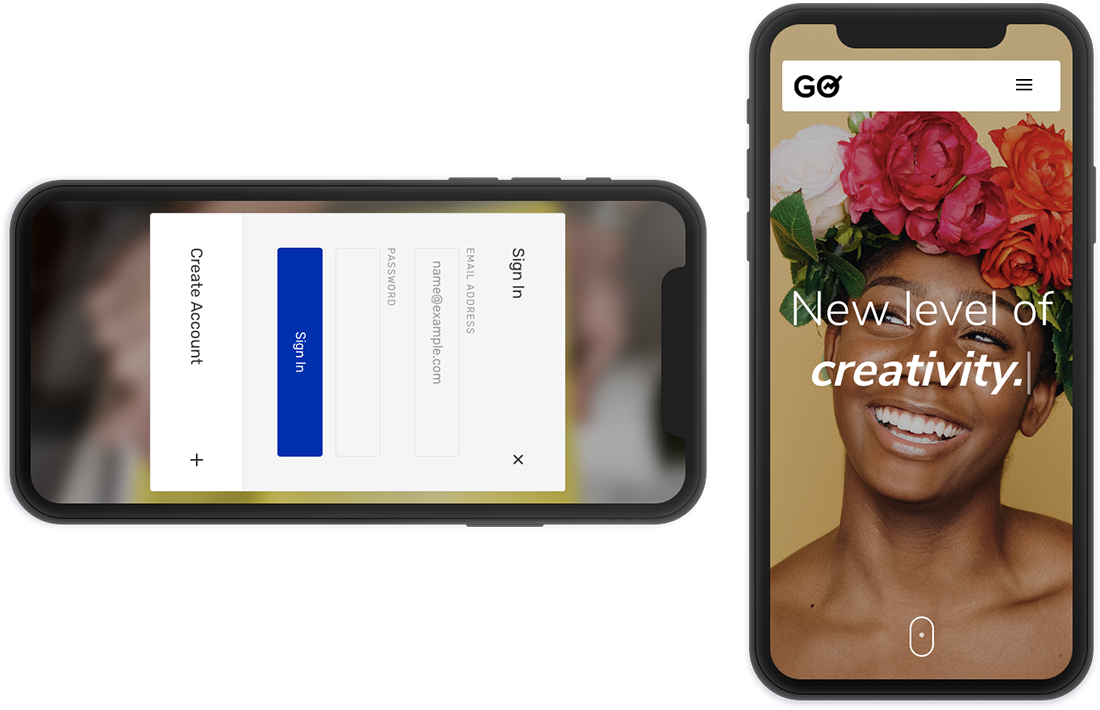 Sign In
×
EMAIL ADDRESS
name@example.com
PASSWORD
Sign In
Create Account
+
GO
New level of
creativity.